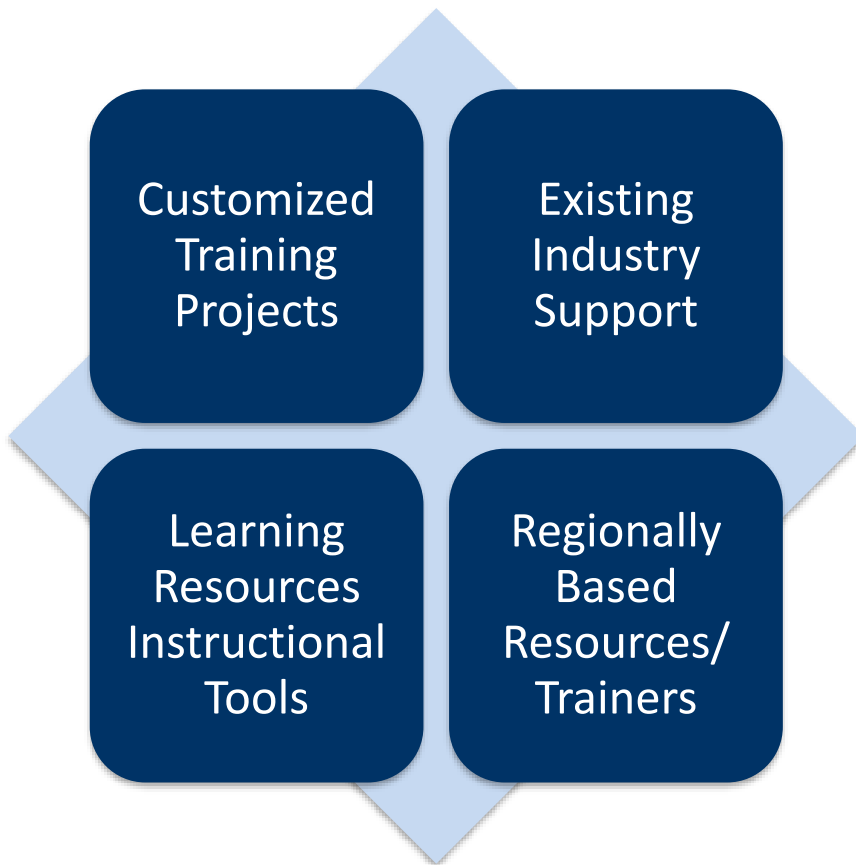 Customized
Training
Projects
Existing
Industry
Support
Learning
Resources
Instructional
Tools
Regionally
Based
Resources/
Trainers